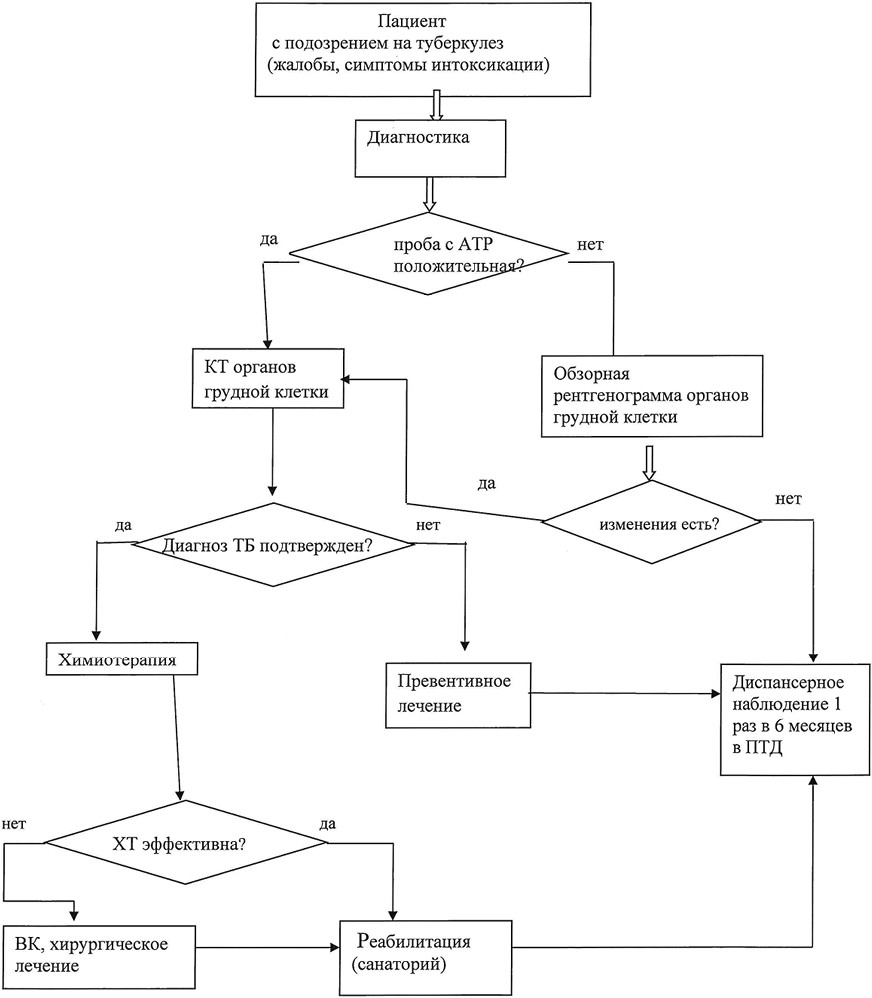 Пациент
с подозрением на туберкулез
(жалобы, симптомы интоксикации)
Диагностика
да
проба с АТР
положительная?
нет
КТ органов
грудной клетки
Обзорная
рентгенограмма органов
грудной клетки
да
изменения есть?
нет
да
Диагноз ТБ подтвержден?
нет
Химиотерапия
Превентивное
лечение
Диспансерное
наблюдение 1
раз в 6 месяцев
в ПТД
нет
ХТ эффективна?
да
ВК, хирургическое
лечение
Реабилитация
(санаторий)